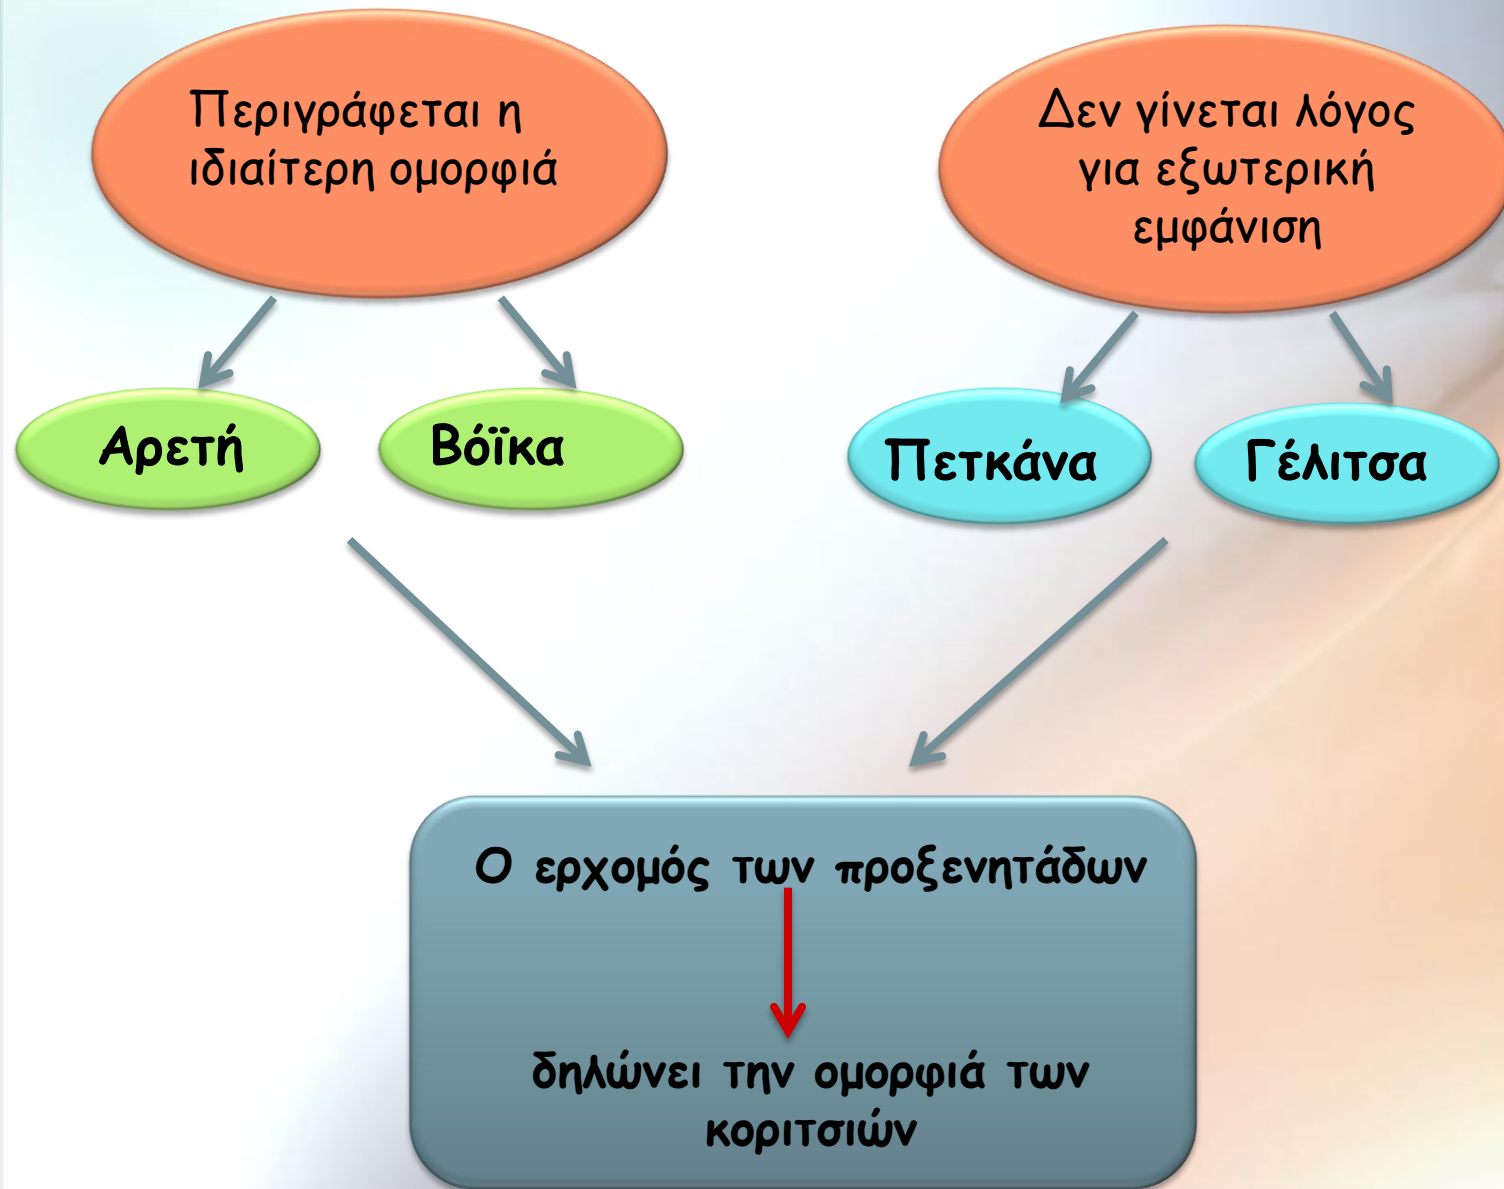 Περιγράφεται η
ιδιαίτερη ομορφιά
Δεν γίνεται λόγος
για εξωτερική
εμφάνιση
Αρετή
Βόϊκα
Πετκάνα
Γέλιτσα
Ο ερχομός των προξενητάδων
δηλώνει την ομορφιά των
κοριτσιών